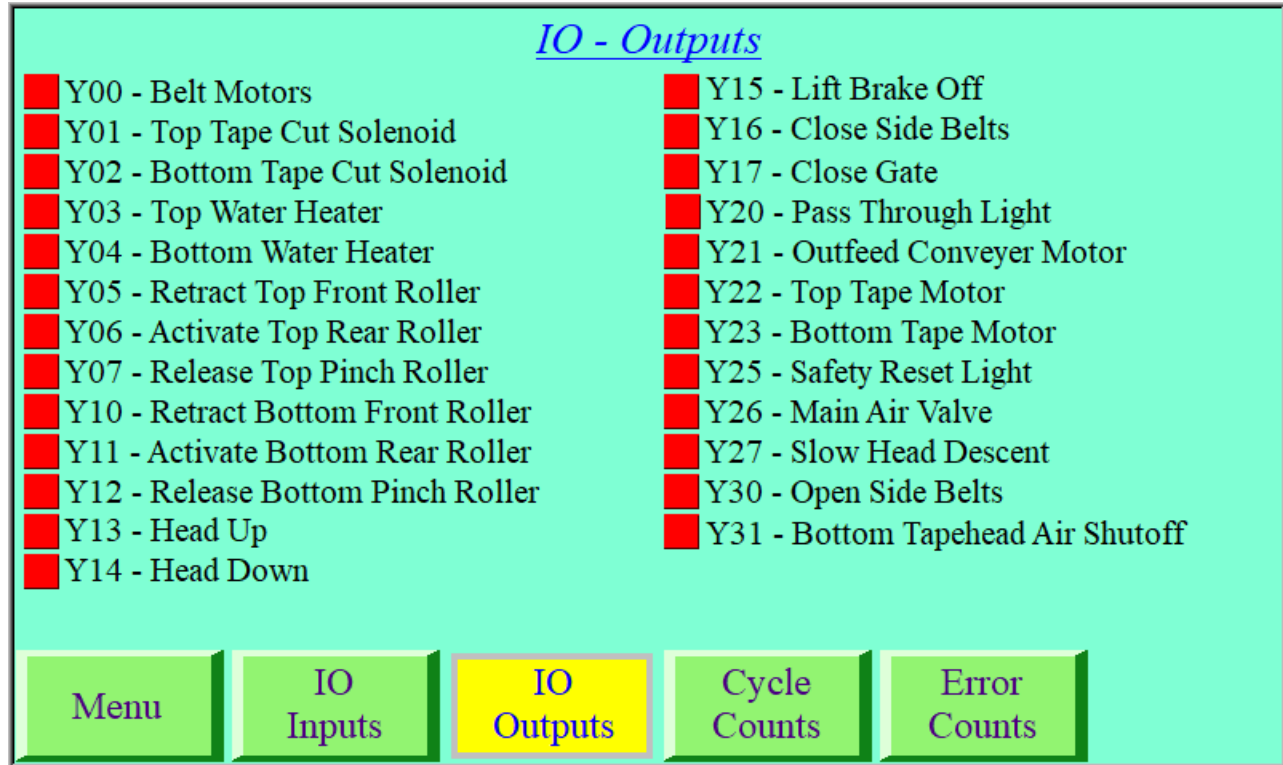 IO - Outputs
Y00 - Belt Motors
Y01 - Top Tape Cut Solenoid
Y02 - Bottom Tape Cut Solenoid
Y03 - Top Water Heater
Y04 - Bottom Water Heater
Y05 - Retract Top Front Roller
Y06 - Activate Top Rear Roller
Y07 - Release Top Pinch Roller
Y10 - Retract Bottom Front Roller
Y11 - Activate Bottom Rear Roller
Y12 - Release Bottom Pinch Roller
Y13 - Head Up
Y14 - Head Down
Y15 - Lift Brake Off
Y16 - Close Side Belts
Y17 - Close Gate
Y20 - Pass Through Light
Y21 - Outfeed Conveyer Motor
Y22 - Top Tape Motor
Y23 - Bottom Tape Motor
Y25 - Safety Reset Light
Y26 - Main Air Valve
Y27 - Slow Head Descent
Y30 - Open Side Belts
Y31 - Bottom Tapehead Air Shutoff
Menu
IO
Inputs
IO
Outputs
Cycle
Counts
Error
Counts